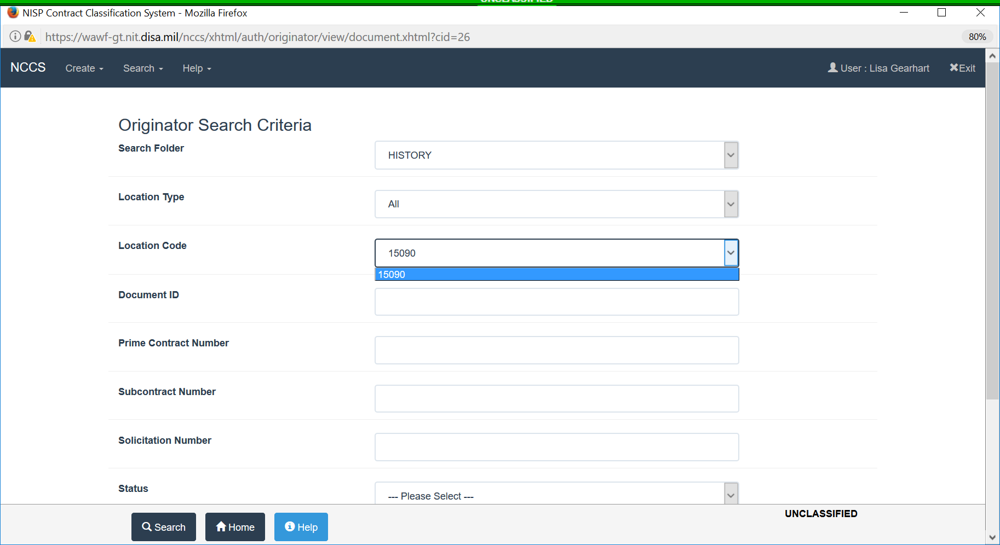 UNCLASSIFIED
NISP Contract Classification System - Mozilla Firefox
https://wawf-gt.nit.disa.mil/nccs/xhtml/auth/originator/view/document.xhtml?cid=26
80%
NCCS Create Search Help User : Lisa Gearhart Exit
Originator Search Criteria
Search Folder HISTORY
Location Type All
Location Code 15090
15090
Document ID
Prime Contract Number
Subcontract Number
Solicitation Number
Status --- Please Select ---
UNCLASSIFIED
Search Home Help